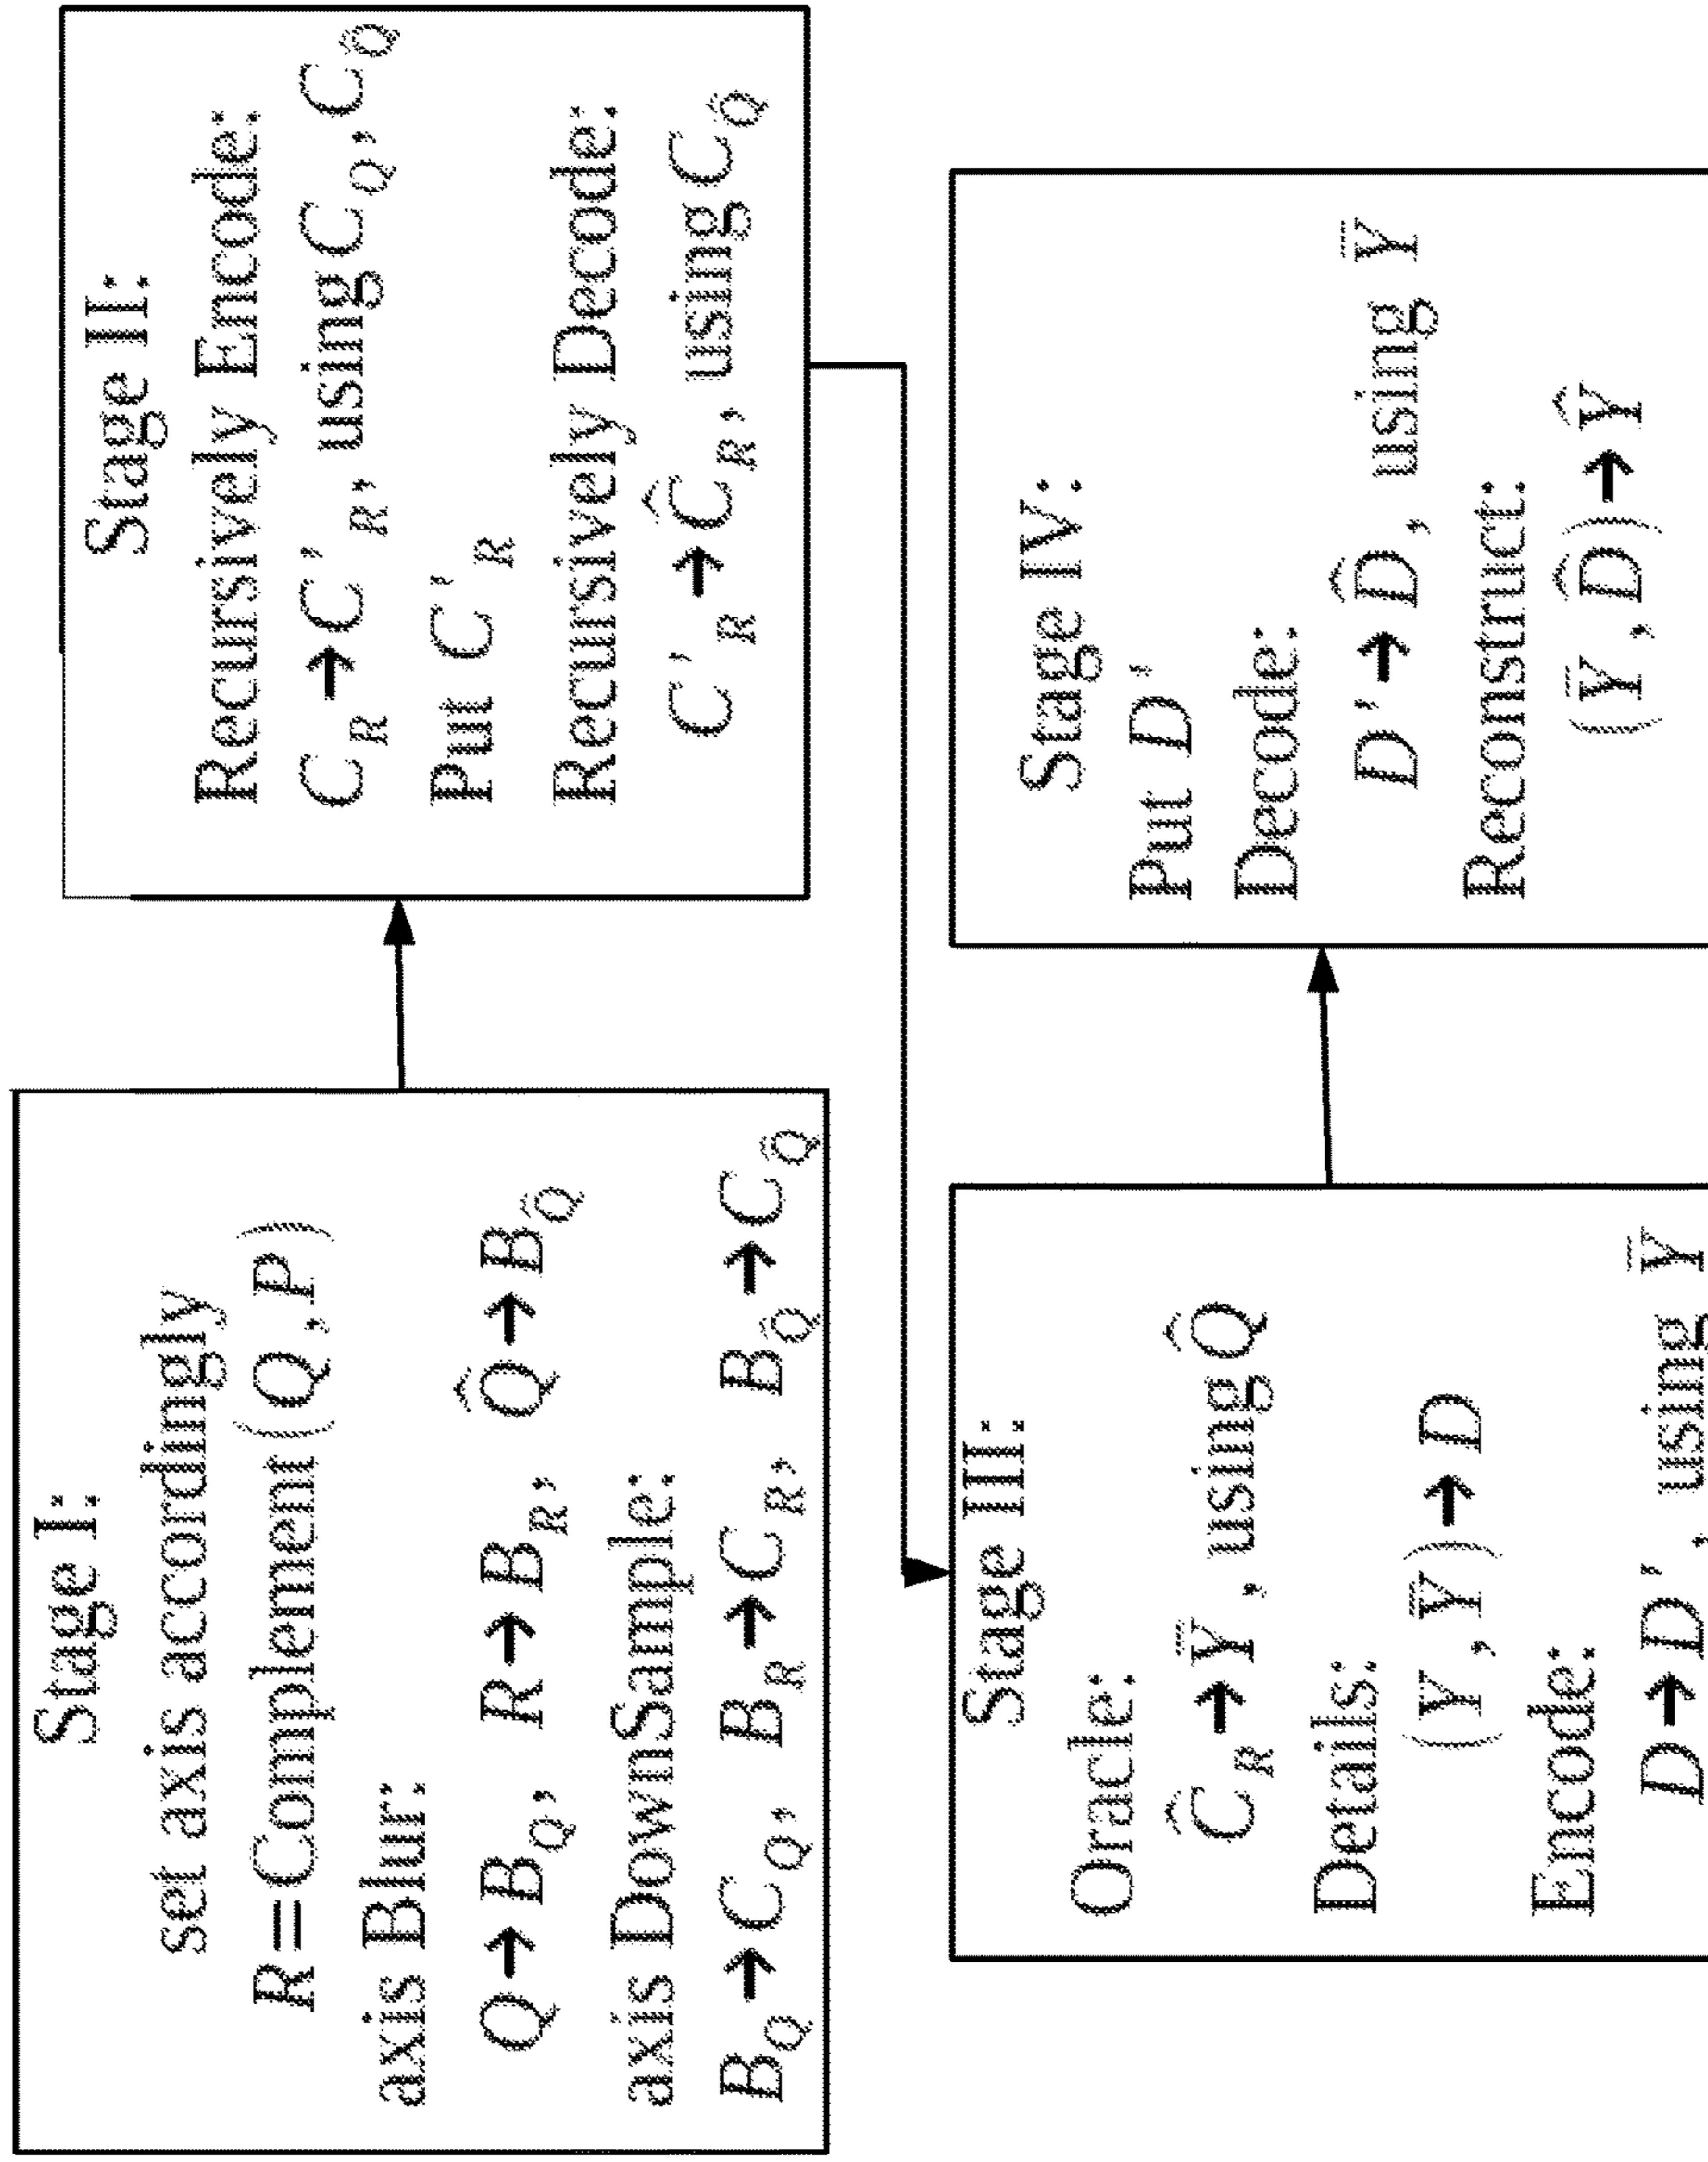 Stage I:
set axis accordingly
R=Complement(Q,P)
axis Blur:
Q→B_Q, R→B_R, Q̂→B_Q̂
axis DownSample:
B_Q→C_Q, B_R→C_R, B_Q̂→C_Q̂
Stage II:
Recursively Encode:
C_R→C'_R, using C_Q, C_Q̂
Put C'_R
Recursively Decode:
C'_R→Ĉ_R, using C_Q̂
Stage III:
Oracle:
Ĉ_R→Ȳ, using Q̂
Details:
(Y,Ȳ)→D
Encode:
D→D', using Ȳ
Stage IV:
Put D'
Decode:
D'→D̂, using Ȳ
Reconstruct:
(Ȳ,D̂)→Ŷ